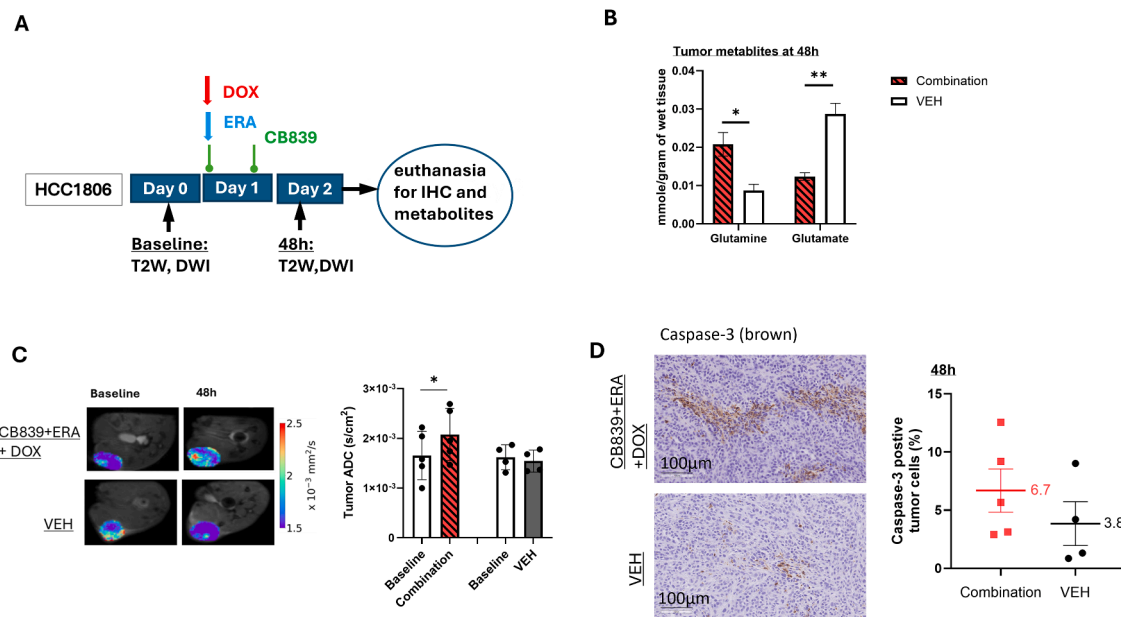 A
DOX
ERA
CB839
HCC1806
Day 0
Day 1
Day 2
euthanasia
for IHC and
metabolites
Baseline:
T2W, DWI
48h:
T2W,DWI
B
Tumor metablites at 48h
mmole/gram of wet tissue
0.04
0.03
0.02
0.01
0.00
*
**
Glutamine
Glutamate
Combination
VEH
C
Baseline
48h
CB839+ERA
+ DOX
VEH
2.5
2
1.5
x 10⁻³ mm²/s
Tumor ADC (s/cm²)
3×10⁻³
2×10⁻³
1×10⁻³
0
*
Baseline
Combination
Baseline
VEH
D
Caspase-3 (brown)
CB839+ERA
+DOX
100µm
VEH
100µm
48h
Caspase-3 postive
tumor cells (%)
15
10
5
0
6.7
3.8
Combination
VEH